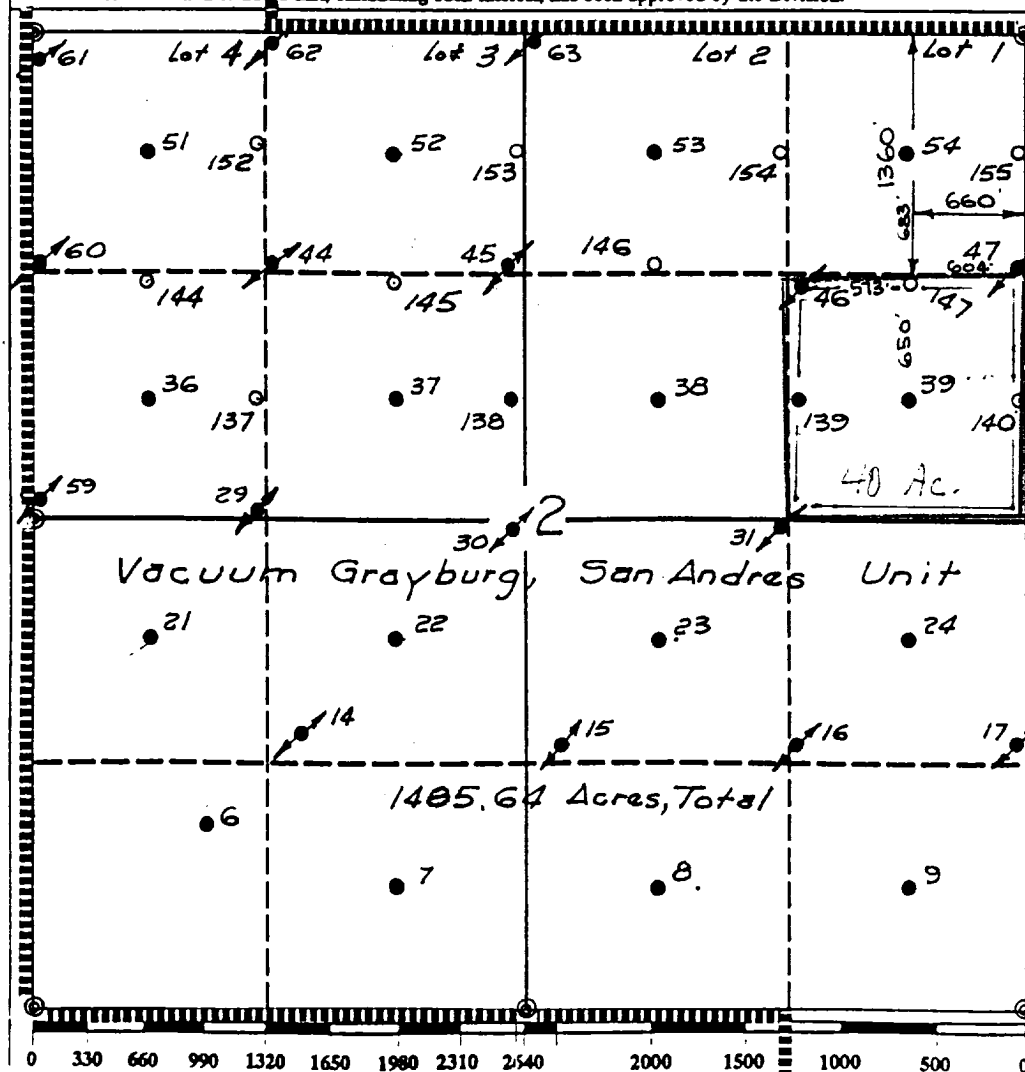 61 Lot 4 62 Lot 3 63 Lot 2 Lot 1
51 152 52 153 53 154 1360' 54 155
683' 660'
60 44 45 146 47
604'
144 145 46 573' 147
650'
36 137 37 138 38 139 39 140
40 Ac.
59 29 30 2 31
Vacuum Grayburg, San Andres Unit
21 22 23 24
14 15 16 17
1485.64 Acres, Total
6
7 8. 9
0 330 660 990 1320 1650 1980 2310 2640 2000 1500 1000 500 0